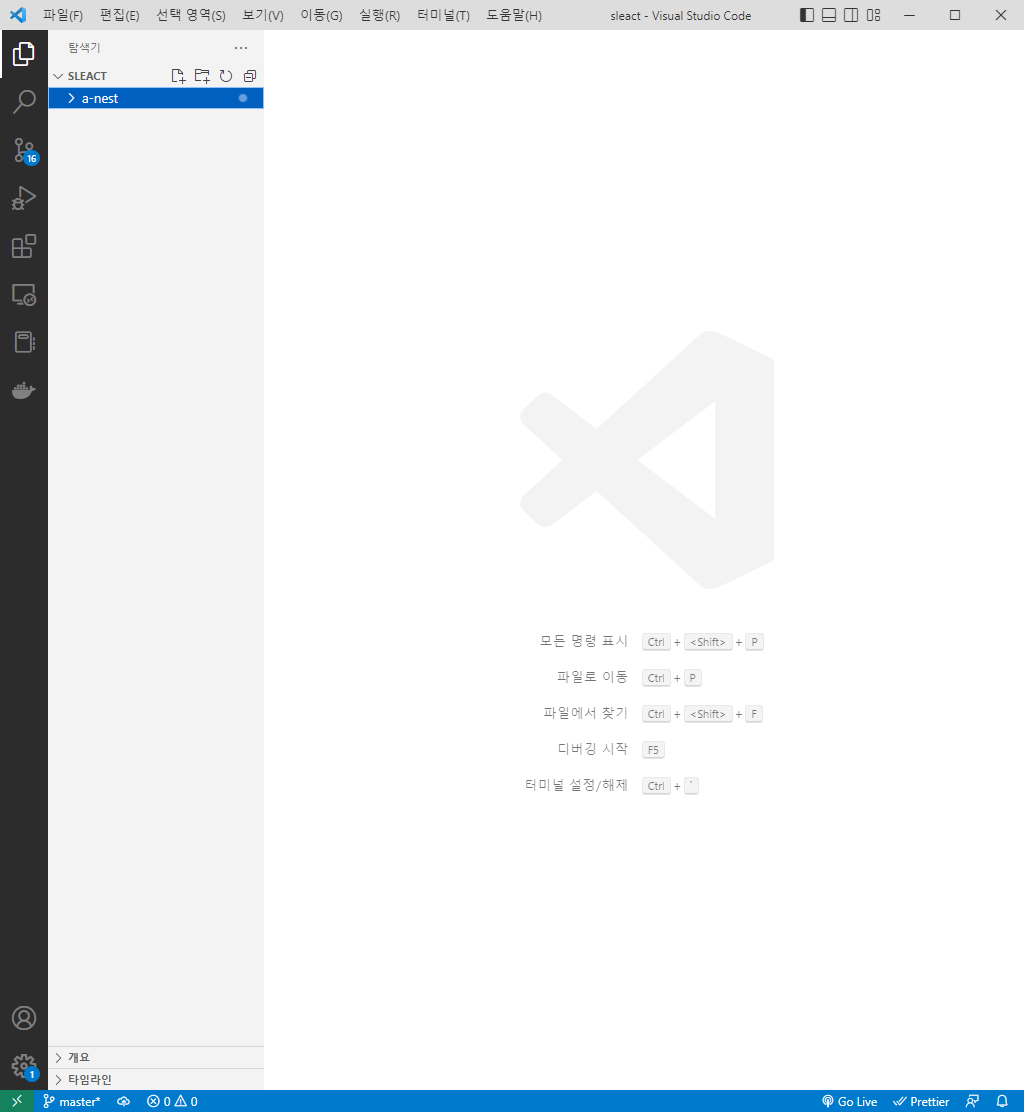 파일(F) 편집(E) 선택 영역(S) 보기(V) 이동(G) 실행(R) 터미널(T) 도움말(H) sleact - Visual Studio Code
탐색기
SLEACT
a-nest
16
모든 명령 표시 Ctrl + <Shift> + P
파일로 이동 Ctrl + P
파일에서 찾기 Ctrl + <Shift> + F
디버깅 시작 F5
터미널 설정/해제 Ctrl + `
개요
1
타임라인
master* 0 0 Go Live Prettier